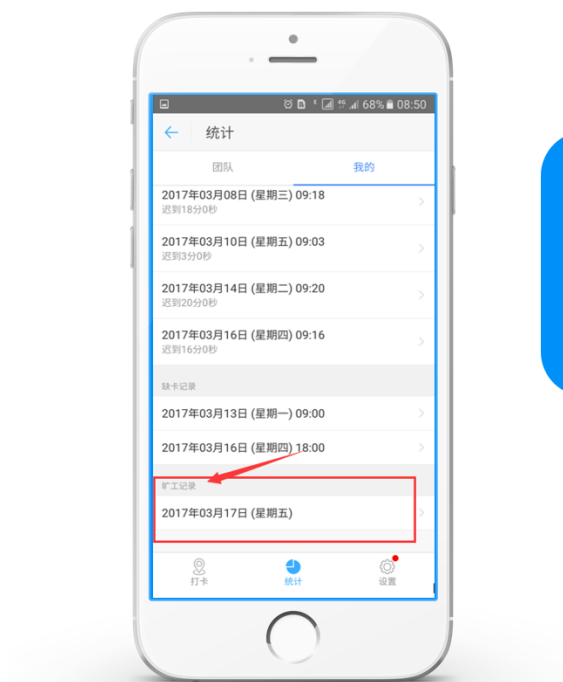 4G 68% 08:50
统计
团队 我的
2017年03月08日 (星期三) 09:18
迟到18分0秒
2017年03月10日 (星期五) 09:03
迟到3分0秒
2017年03月14日 (星期二) 09:20
迟到20分0秒
2017年03月16日 (星期四) 09:16
迟到16分0秒
缺卡记录
2017年03月13日 (星期一) 09:00
2017年03月16日 (星期四) 18:00
旷工记录
2017年03月17日 (星期五)
打卡 统计 设置